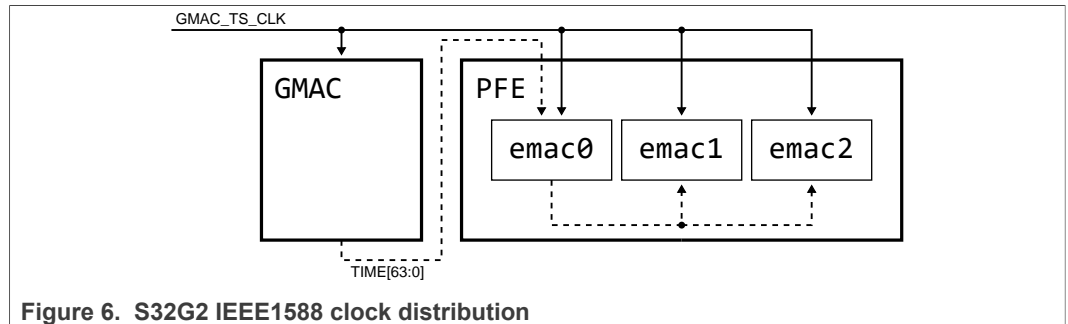 GMAC_TS_CLK
GMAC
PFE
emac0
emac1
emac2
TIME[63:0]
Figure 6. S32G2 IEEE1588 clock distribution